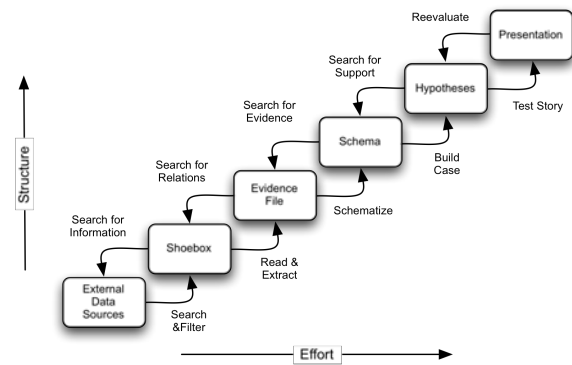 Reevaluate
Presentation
Search for
Support
Hypotheses
Test Story
Search for
Evidence
Schema
Build
Case
Search for
Relations
Evidence
File
Schematize
Search for
Information
Shoebox
Read &
Extract
External
Data
Sources
Search
&Filter
Structure
Effort